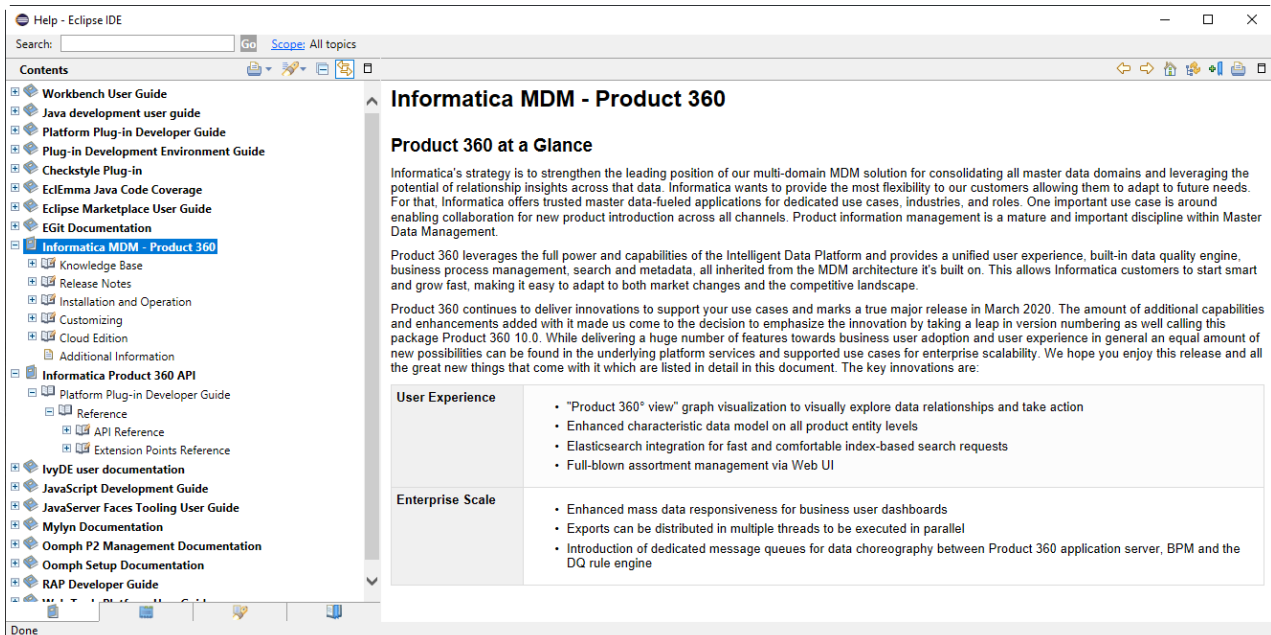 Help - Eclipse IDE
Search:
Go
Scope: All topics
Contents
Workbench User Guide
Java development user guide
Platform Plug-in Developer Guide
Plug-in Development Environment Guide
Checkstyle Plug-in
EclEmma Java Code Coverage
Eclipse Marketplace User Guide
EGit Documentation
Informatica MDM - Product 360
Knowledge Base
Release Notes
Installation and Operation
Customizing
Cloud Edition
Additional Information
Informatica Product 360 API
Platform Plug-in Developer Guide
Reference
API Reference
Extension Points Reference
IvyDE user documentation
JavaScript Development Guide
JavaServer Faces Tooling User Guide
Mylyn Documentation
Oomph P2 Management Documentation
Oomph Setup Documentation
RAP Developer Guide
Informatica MDM - Product 360
Product 360 at a Glance
Informatica's strategy is to strengthen the leading position of our multi-domain MDM solution for consolidating all master data domains and leveraging the
potential of relationship insights across that data. Informatica wants to provide the most flexibility to our customers allowing them to adapt to future needs.
For that, Informatica offers trusted master data-fueled applications for dedicated use cases, industries, and roles. One important use case is around
enabling collaboration for new product introduction across all channels. Product information management is a mature and important discipline within Master
Data Management.
Product 360 leverages the full power and capabilities of the Intelligent Data Platform and provides a unified user experience, built-in data quality engine,
business process management, search and metadata, all inherited from the MDM architecture it's built on. This allows Informatica customers to start smart
and grow fast, making it easy to adapt to both market changes and the competitive landscape.
Product 360 continues to deliver innovations to support your use cases and marks a true major release in March 2020. The amount of additional capabilities
and enhancements added with it made us come to the decision to emphasize the innovation by taking a leap in version numbering as well calling this
package Product 360 10.0. While delivering a huge number of features towards business user adoption and user experience in general an equal amount of
new possibilities can be found in the underlying platform services and supported use cases for enterprise scalability. We hope you enjoy this release and all
the great new things that come with it which are listed in detail in this document. The key innovations are:
User Experience
• "Product 360° view" graph visualization to visually explore data relationships and take action
• Enhanced characteristic data model on all product entity levels
• Elasticsearch integration for fast and comfortable index-based search requests
• Full-blown assortment management via Web UI
Enterprise Scale
• Enhanced mass data responsiveness for business user dashboards
• Exports can be distributed in multiple threads to be executed in parallel
• Introduction of dedicated message queues for data choreography between Product 360 application server, BPM and the
DQ rule engine
Done